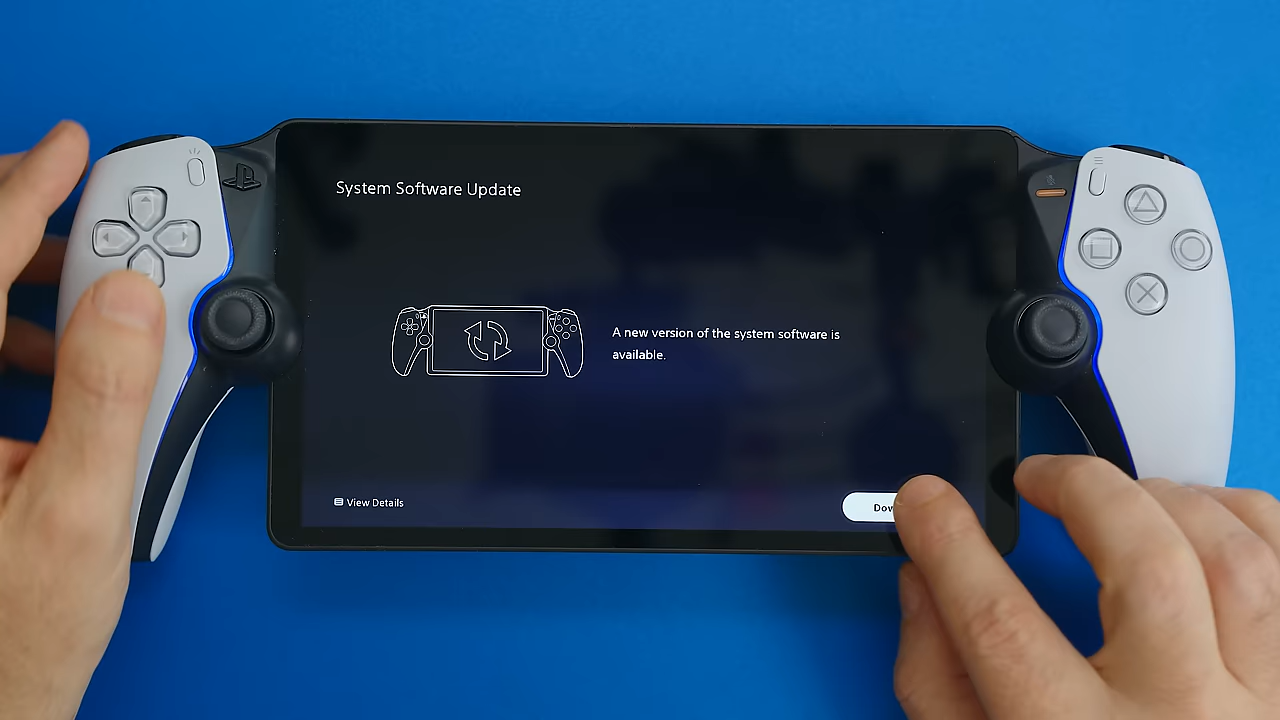 System Software Update
A new version of the system software is
available.
View Details